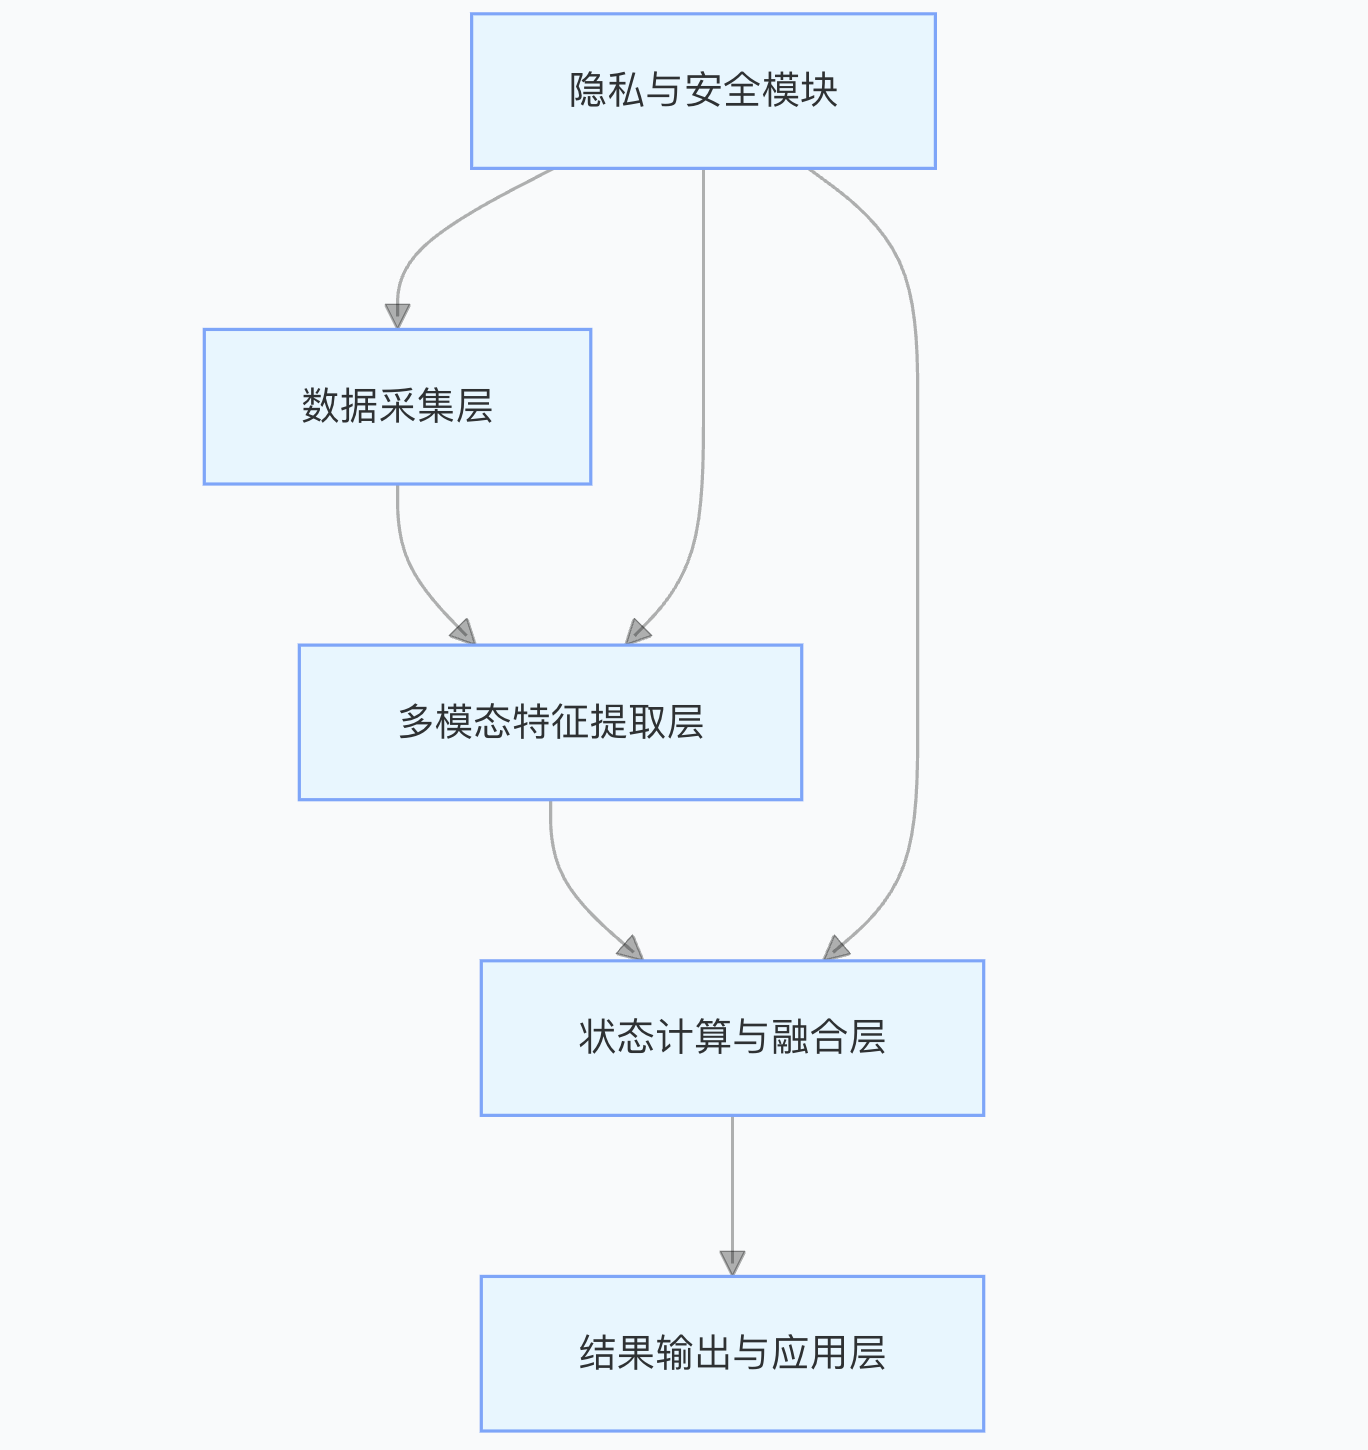 隐私与安全模块
数据采集层
多模态特征提取层
状态计算与融合层
结果输出与应用层